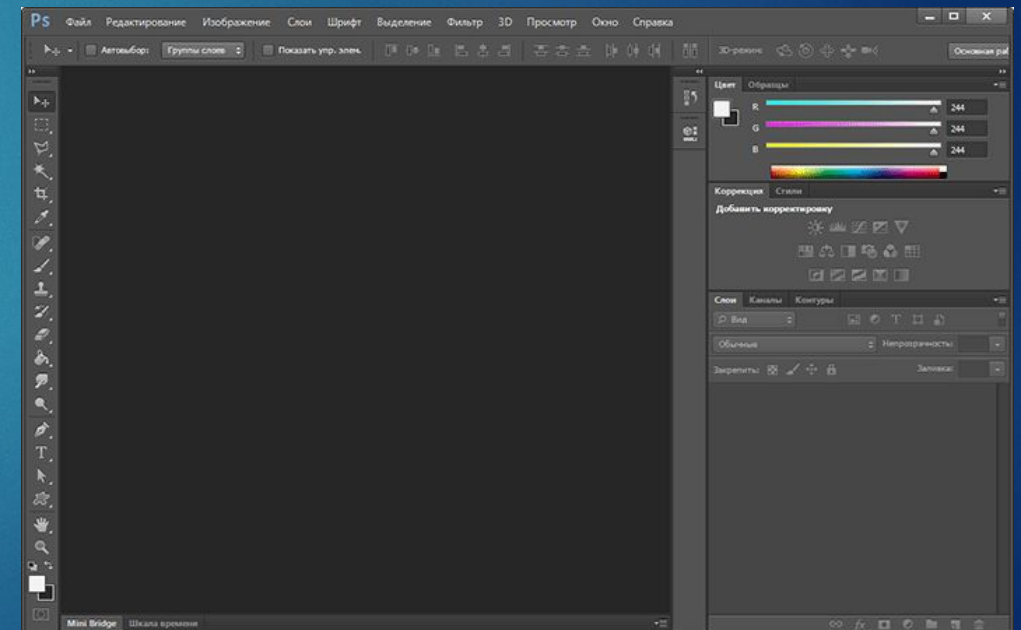 Ps Файл Редактирование Изображение Слои Шрифт Выделение Фильтр 3D Просмотр Окно Справка
Автовыбор: Группы слоев Показать упр. элем. 3D-режим: Основная раб
Цвет Образцы
R 244
G 244
B 244
Коррекция Стили
Добавить корректировку
Слои Каналы Контуры
Вид
Обычные Непрозрачность:
Закрепить: Заливка:
Mini Bridge Шкала времени